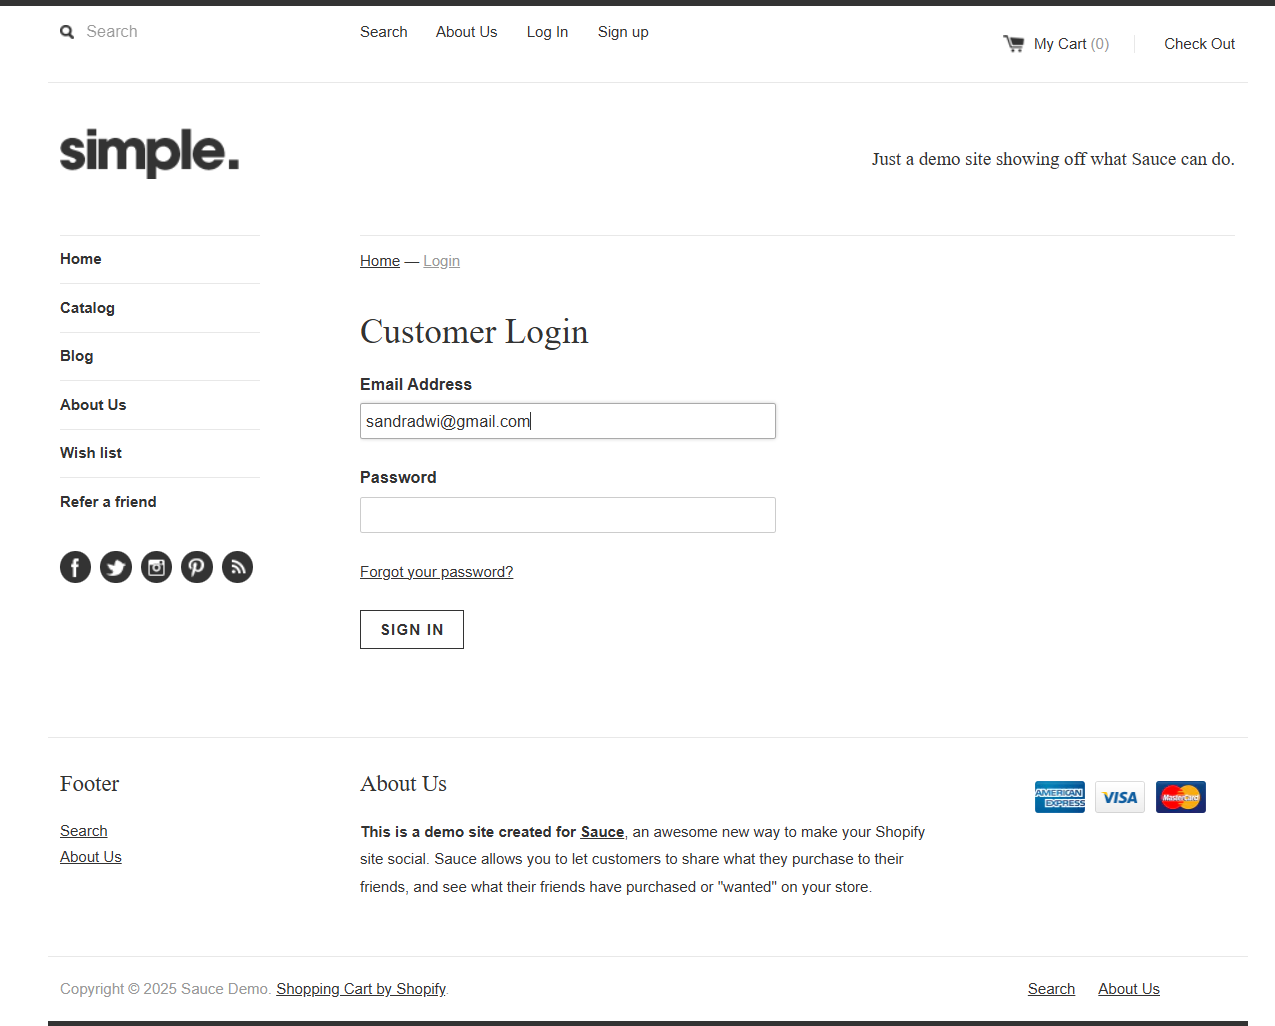 Search
Search About Us Log In Sign up
My Cart (0) Check Out
simple.
Just a demo site showing off what Sauce can do.
Home
Catalog
Blog
About Us
Wish list
Refer a friend
Home — Login
Customer Login
Email Address
sandradwi@gmail.com
Password
Forgot your password?
SIGN IN
Footer
Search
About Us
About Us
This is a demo site created for Sauce, an awesome new way to make your Shopify
site social. Sauce allows you to let customers to share what they purchase to their
friends, and see what their friends have purchased or "wanted" on your store.
AMERICAN EXPRESS VISA MasterCard
Copyright © 2025 Sauce Demo. Shopping Cart by Shopify.
Search About Us